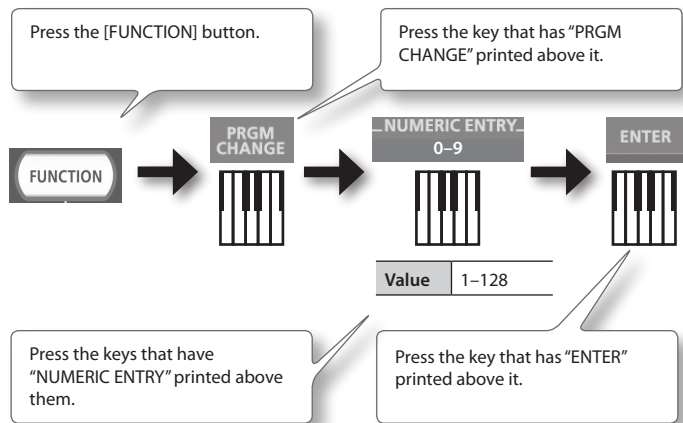 Press the [FUNCTION] button.
Press the key that has “PRGM
CHANGE” printed above it.
FUNCTION
PRGM
CHANGE
NUMERIC ENTRY
0–9
ENTER
Value 1–128
Press the keys that have
“NUMERIC ENTRY” printed above
them.
Press the key that has “ENTER”
printed above it.